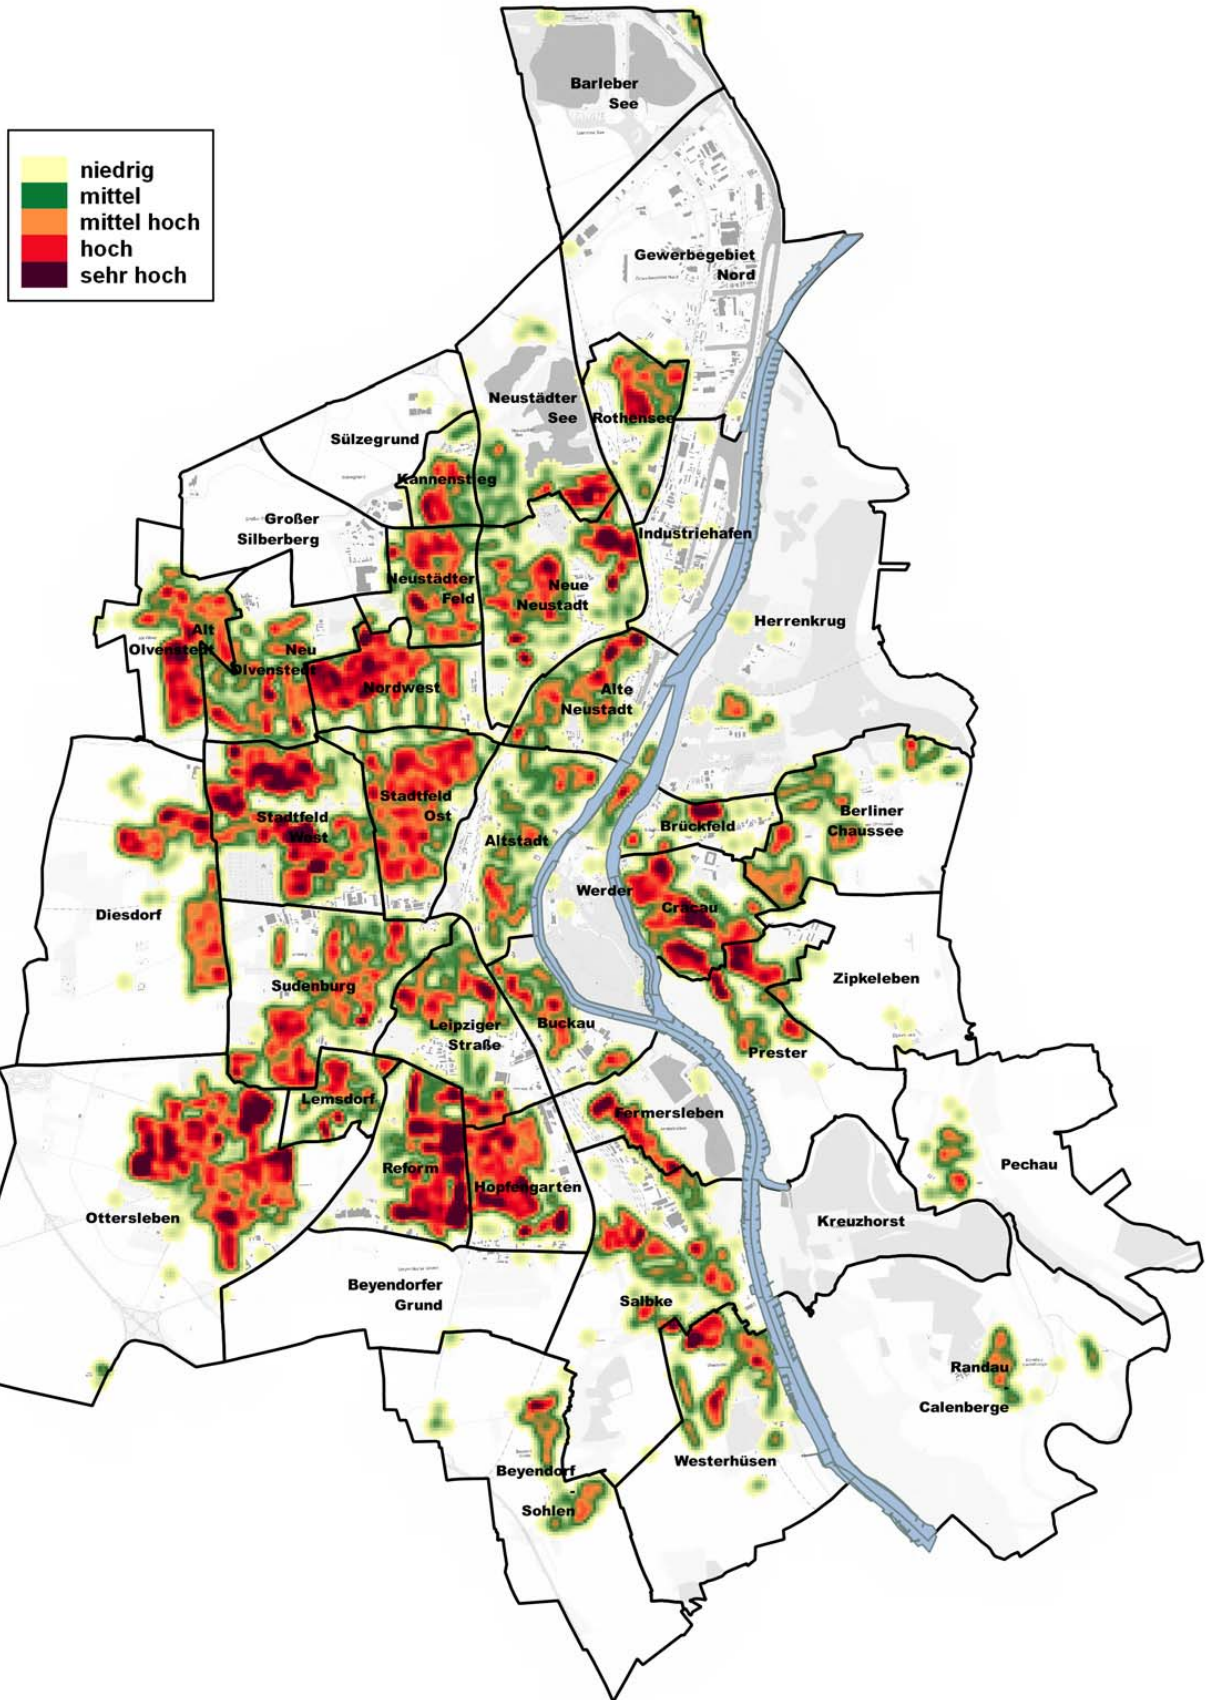 niedrig
mittel
mittel hoch
hoch
sehr hoch
Barleber
See
Gewerbegebiet
Nord
Neustädter
See
Rothensee
Sülzegrund
Kannenstieg
Großer
Silberberg
Industriehafen
Neustädter
Feld
Neue
Neustadt
Herrenkrug
Alt
Olvenstedt
Neu
Olvenstedt
Nordwest
Alte
Neustadt
Stadtfeld
Ost
Stadtfeld
West
Altstadt
Brückfeld
Berliner
Chaussee
Werder
Cracau
Diesdorf
Sudenburg
Zipkeleben
Leipziger
Straße
Buckau
Prester
Lemsdorf
Fermersleben
Reform
Hopfengarten
Pechau
Ottersleben
Kreuzhorst
Beyendorfer
Grund
Salbke
Randau
-
Calenberge
Westerhüsen
Beyendorf
-
Sohlen